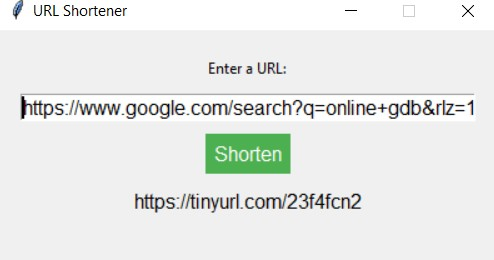 URL Shortener
Enter a URL:
https://www.google.com/search?q=online+gdb&rlz=1
Shorten
https://tinyurl.com/23f4fcn2